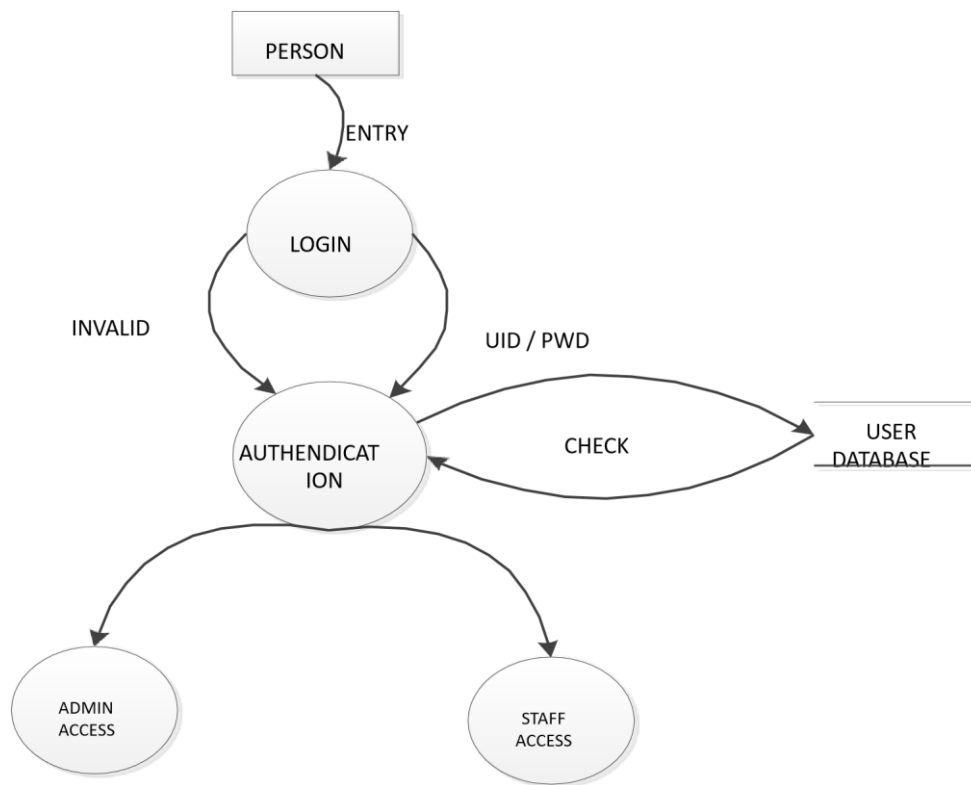 PERSON
ENTRY
LOGIN
INVALID
UID / PWD
AUTHENDICAT
ION
CHECK
USER
DATABASE
ADMIN
ACCESS
STAFF
ACCESS